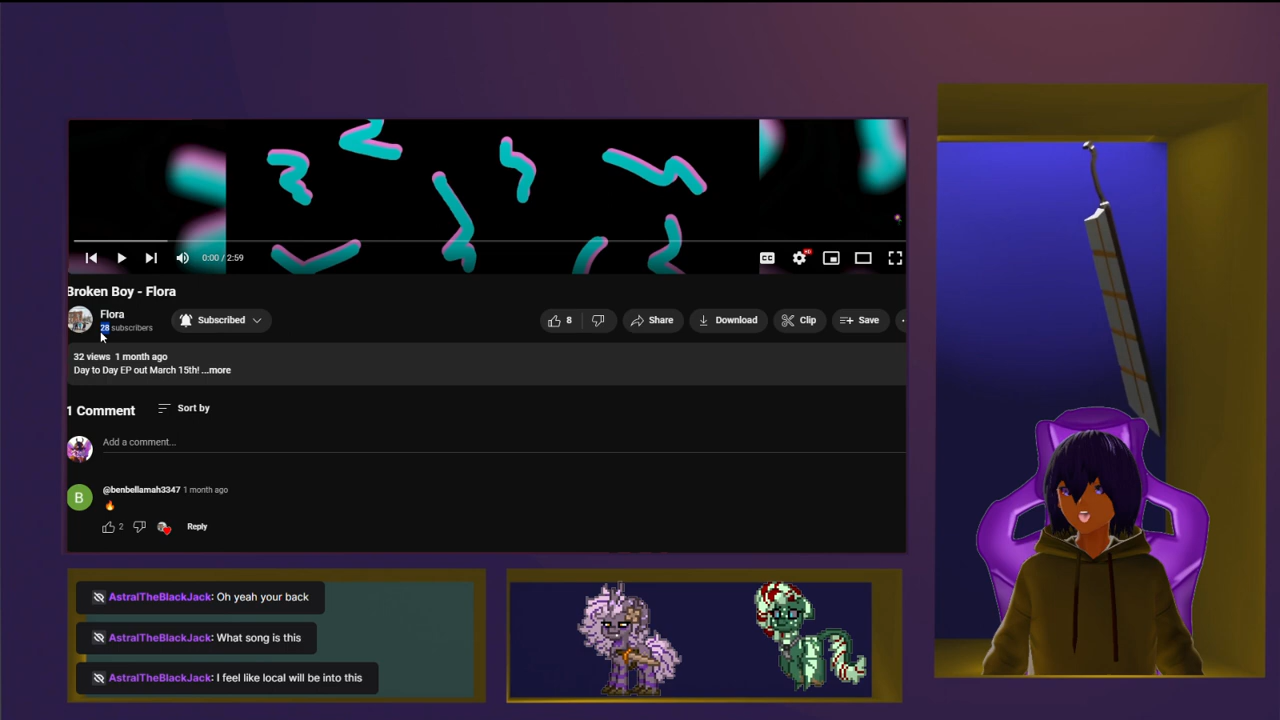 CC
HD
0:00 / 2:59
Broken Boy - Flora
Flora
28 subscribers
Subscribed
8
Share
Download
Clip
Save
32 views 1 month ago
Day to Day EP out March 15th! ...more
1 Comment
Sort by
Add a comment...
B
@benbellamah3347 1 month ago
2
Reply
AstralTheBlackJack: Oh yeah your back
AstralTheBlackJack: What song is this
AstralTheBlackJack: I feel like local will be into this